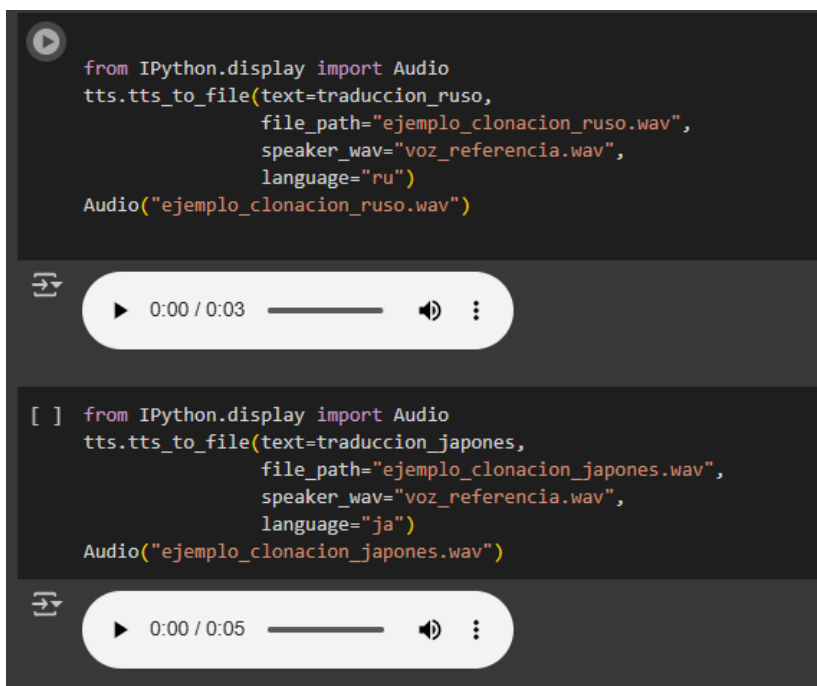 from IPython.display import Audio
tts.tts_to_file(text=traduccion_ruso,
file_path="ejemplo_clonacion_ruso.wav",
speaker_wav="voz_referencia.wav",
language="ru")
Audio("ejemplo_clonacion_ruso.wav")
0:00 / 0:03
[ ] from IPython.display import Audio
tts.tts_to_file(text=traduccion_japones,
file_path="ejemplo_clonacion_japones.wav",
speaker_wav="voz_referencia.wav",
language="ja")
Audio("ejemplo_clonacion_japones.wav")
0:00 / 0:05